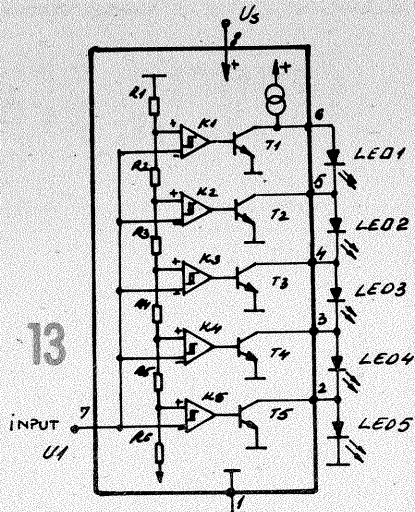 Us
8
+
+
R1
+
K1
-
T1
6
LED1
R2
+
K2
-
T2
5
LED2
R3
+
K3
-
T3
4
LED3
R4
+
K4
-
T4
3
LED4
13
R5
+
K5
-
T5
2
LED5
INPUT
7
U1
R6
1